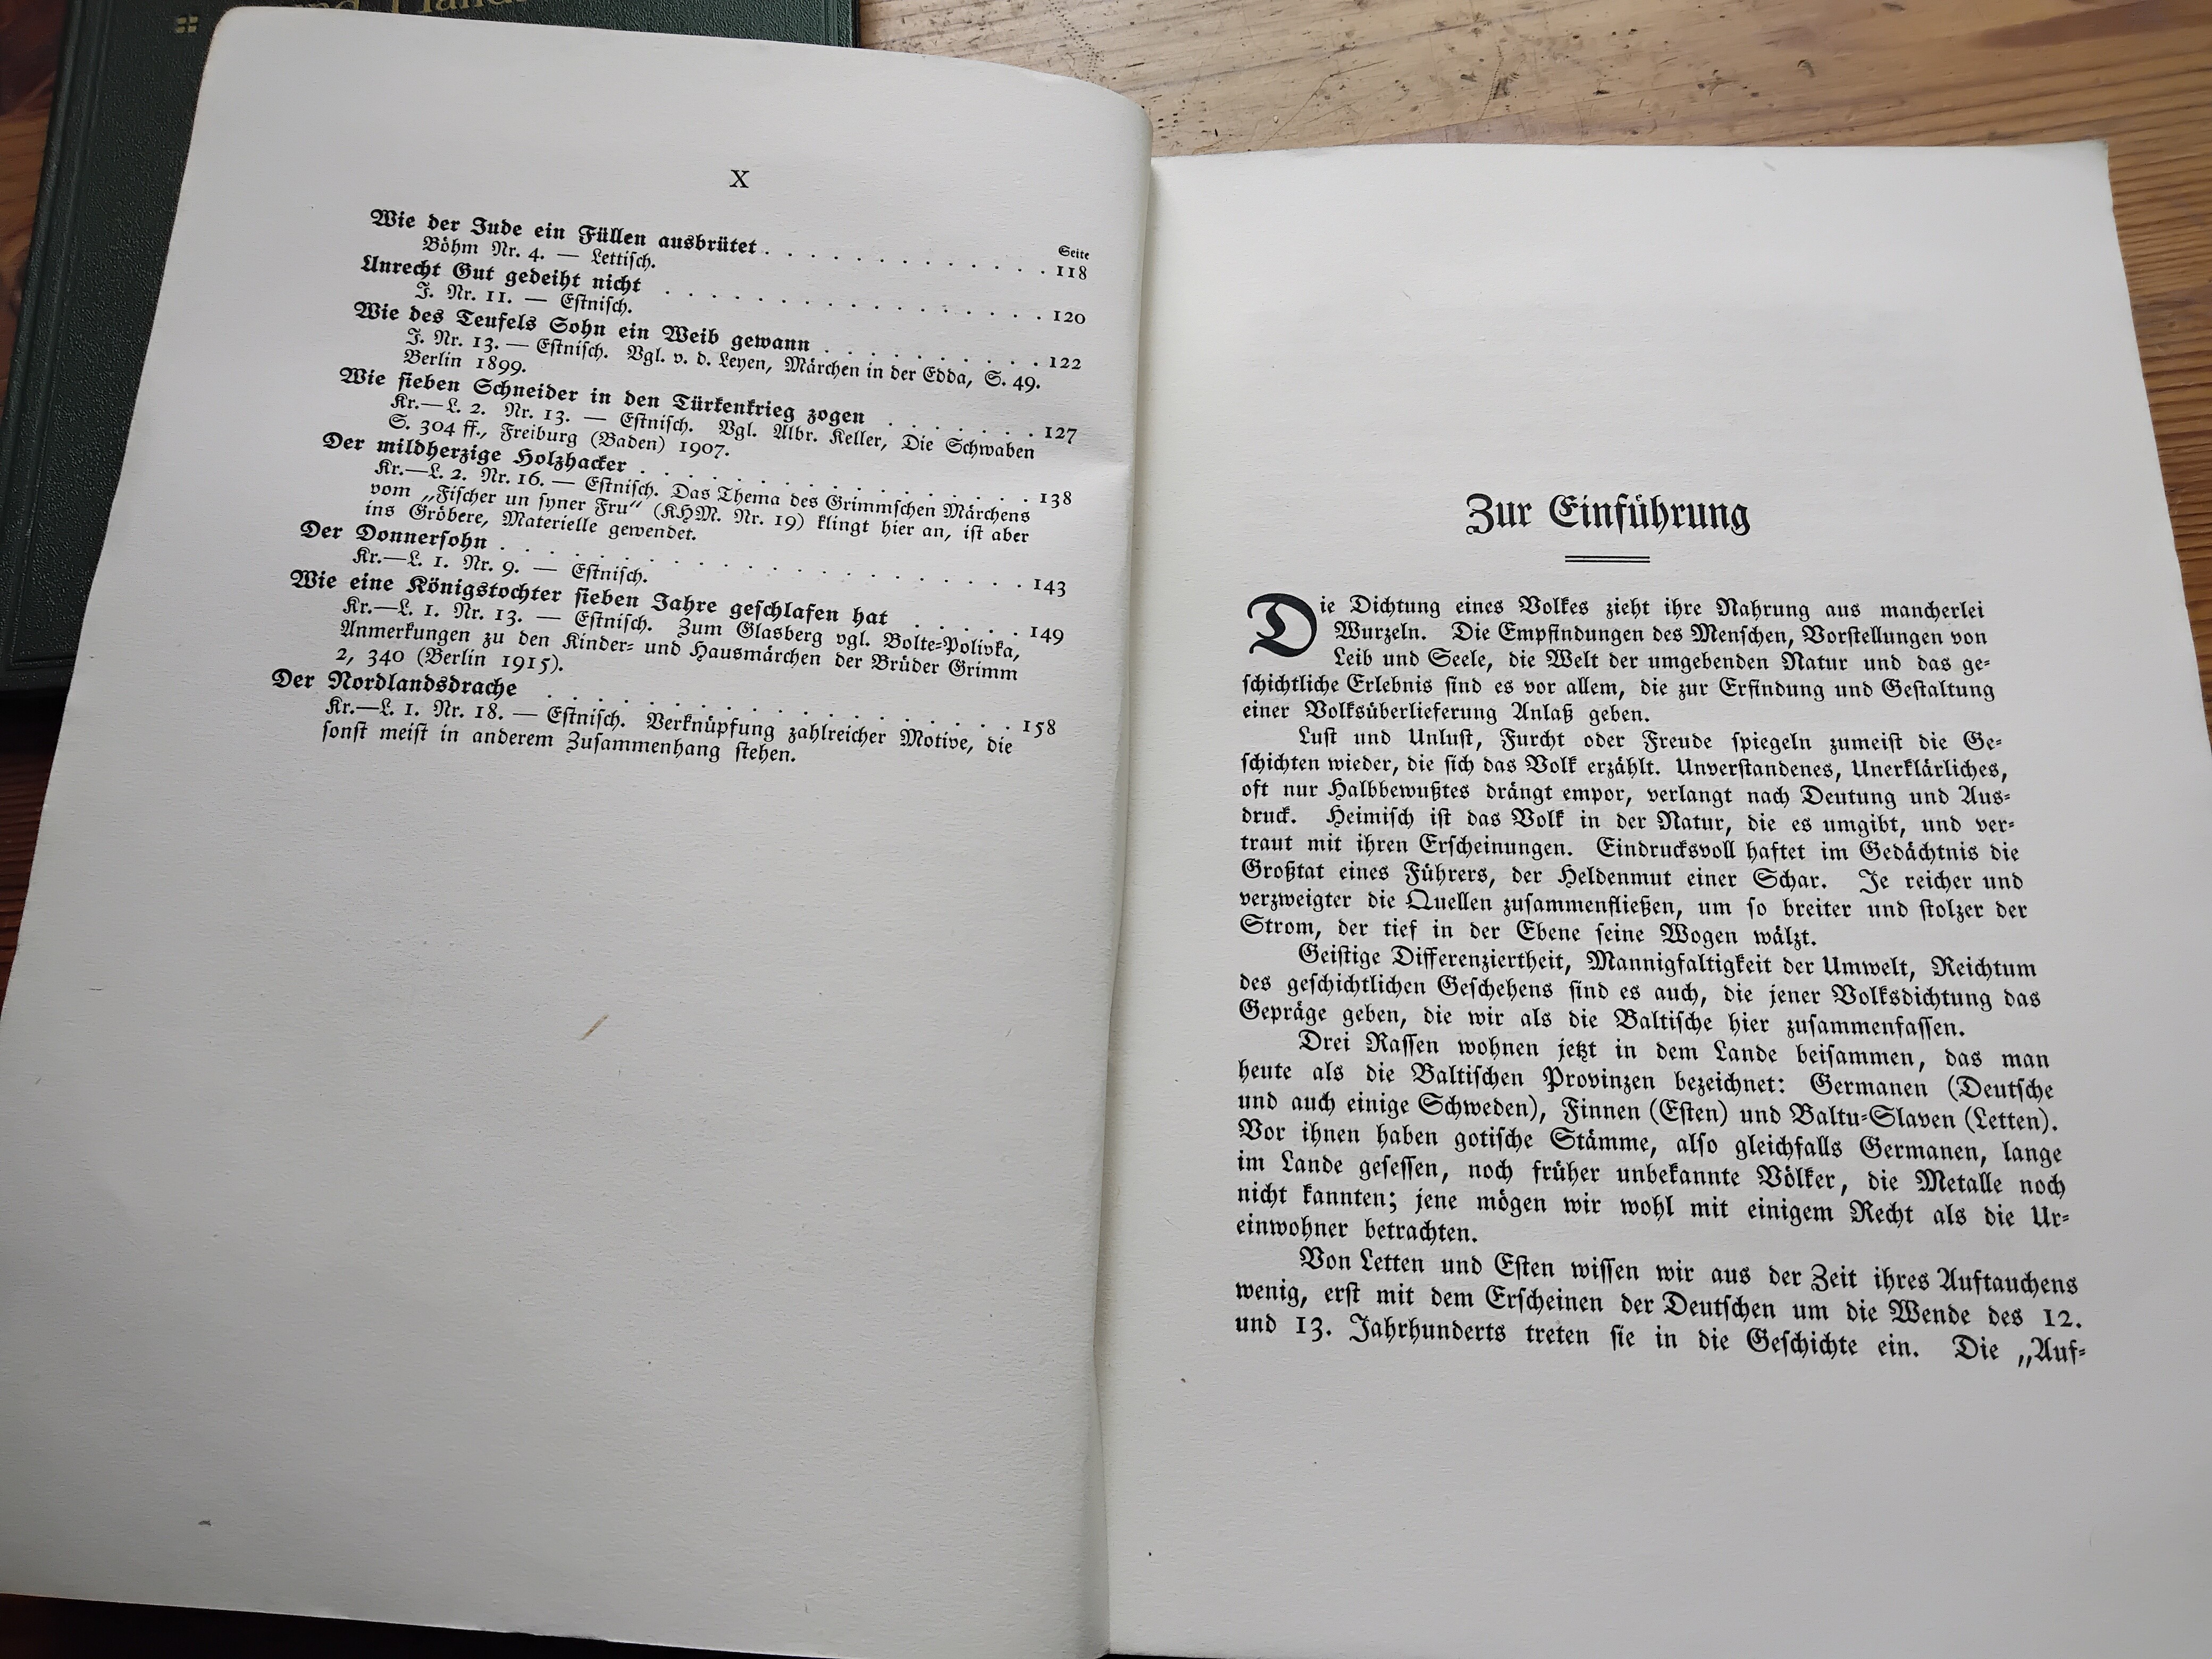 X
Seite
Wie der Jude ein Füllen ausbrütet . . . . . . . . . . . . . 118
Böhm Nr. 4. — Lettiſch.
Unrecht Gut gedeiht nicht . . . . . . . . . . . . . . . . 120
J. Nr. 11. — Eſtniſch.
Wie des Teufels Sohn ein Weib gewann . . . . . . . . . . 122
J. Nr. 13. — Eſtniſch. Vgl. v. d. Leyen, Märchen in der Edda, S. 49.
Berlin 1899.
Wie ſieben Schneider in den Türkenkrieg zogen . . . . . . . 127
Kr.—L. 2. Nr. 13. — Eſtniſch. Vgl. Albr. Keller, Die Schwaben
S. 304 ff., Freiburg (Baden) 1907.
Der mildherzige Holzhacker . . . . . . . . . . . . . . . . 138
Kr.—L. 2. Nr. 16. — Eſtniſch. Das Thema des Grimmſchen Märchens
vom „Fiſcher un ſyner Fru“ (KHM. Nr. 19) klingt hier an, iſt aber
ins Gröbere, Materielle gewendet.
Der Donnerſohn . . . . . . . . . . . . . . . . . . . . . 143
Kr.—L. 1. Nr. 9. — Eſtniſch.
Wie eine Königstochter ſieben Jahre geſchlafen hat . . . . . 149
Kr.—L. 1. Nr. 13. — Eſtniſch. Zum Glasberg vgl. Bolte-Polivka,
Anmerkungen zu den Kinder- und Hausmärchen der Brüder Grimm
2, 340 (Berlin 1915).
Der Nordlandsdrache . . . . . . . . . . . . . . . . . . . 158
Kr.—L. 1. Nr. 18. — Eſtniſch. Verknüpfung zahlreicher Motive, die
ſonſt meiſt in anderem Zuſammenhang ſtehen.
Zur Einführung
Die Dichtung eines Volkes zieht ihre Nahrung aus mancherlei
Wurzeln. Die Empfindungen des Menſchen, Vorſtellungen von
Leib und Seele, die Welt der umgebenden Natur und das ge-
ſchichtliche Erlebnis ſind es vor allem, die zur Erfindung und Geſtaltung
einer Volksüberlieferung Anlaß geben.
Luſt und Unluſt, Furcht oder Freude ſpiegeln zumeiſt die Ge-
ſchichten wieder, die ſich das Volk erzählt. Unverſtandenes, Unerklärliches,
oft nur Halbbewußtes drängt empor, verlangt nach Deutung und Aus-
druck. Heimiſch iſt das Volk in der Natur, die es umgibt, und ver-
traut mit ihren Erſcheinungen. Eindrucksvoll haftet im Gedächtnis die
Großtat eines Führers, der Heldenmut einer Schar. Je reicher und
verzweigter die Quellen zuſammenfließen, um ſo breiter und ſtolzer der
Strom, der tief in der Ebene ſeine Wogen wälzt.
Geiſtige Differenziertheit, Mannigfaltigkeit der Umwelt, Reichtum
des geſchichtlichen Geſchehens ſind es auch, die jener Volksdichtung das
Gepräge geben, die wir als die Baltiſche hier zuſammenfaſſen.
Drei Raſſen wohnen jetzt in dem Lande beiſammen, das man
heute als die Baltiſchen Provinzen bezeichnet: Germanen (Deutſche
und auch einige Schweden), Finnen (Eſten) und Baltu-Slaven (Letten).
Vor ihnen haben gotiſche Stämme, alſo gleichfalls Germanen, lange
im Lande geſeſſen, noch früher unbekannte Völker, die Metalle noch
nicht kannten; jene mögen wir wohl mit einigem Recht als die Ur-
einwohner betrachten.
Von Letten und Eſten wiſſen wir aus der Zeit ihres Auftauchens
wenig, erſt mit dem Erſcheinen der Deutſchen um die Wende des 12.
und 13. Jahrhunderts treten ſie in die Geſchichte ein. Die „Auf-